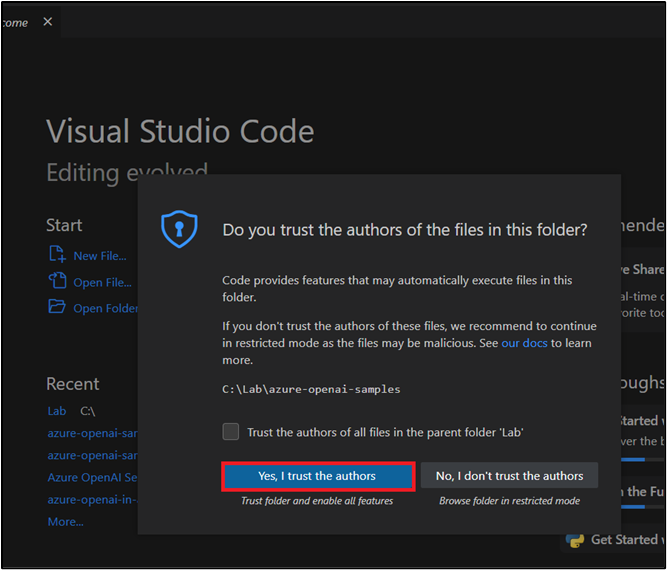 come
Visual Studio Code
Editing evolved
Start
New File...
Open File...
Open Folder
Recent
Lab C:\
azure-openai-sam
azure-openai-sam
Azure OpenAI Se
azure-openai-in-
More...
Do you trust the authors of the files in this folder?
Code provides features that may automatically execute files in this
folder.
If you don't trust the authors of these files, we recommend to continue
in restricted mode as the files may be malicious. See our docs to learn
more.
C:\Lab\azure-openai-samples
Trust the authors of all files in the parent folder 'Lab'
Yes, I trust the authors
No, I don't trust the authors
Trust folder and enable all features
Browse folder in restricted mode
nende
ve Share
al-time c
vorite too
oughs
tarted v
ver the b
n the Fu
Get Started w